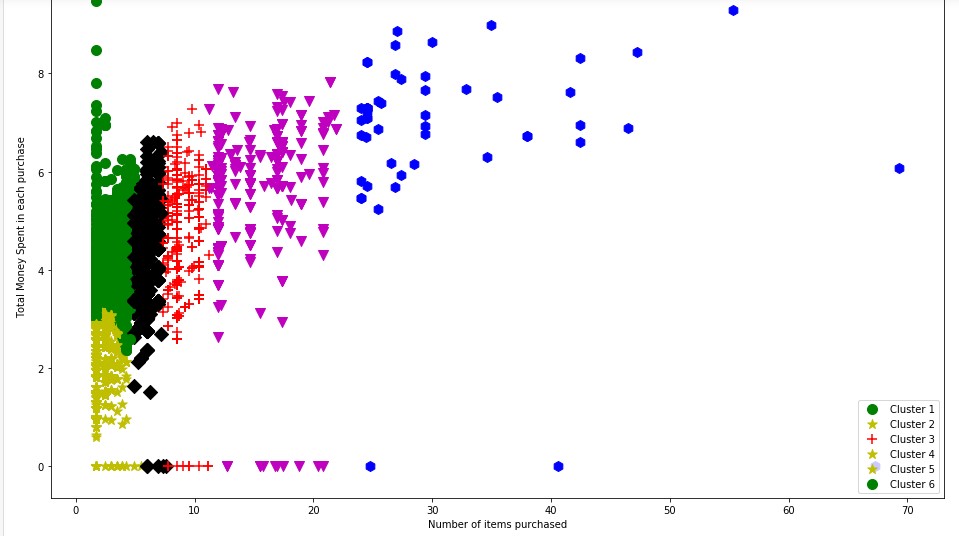 Total Money Spent in each purchase
8
6
4
2
0
0 10 20 30 40 50 60 70
Number of items purchased
Cluster 1
Cluster 2
Cluster 3
Cluster 4
Cluster 5
Cluster 6